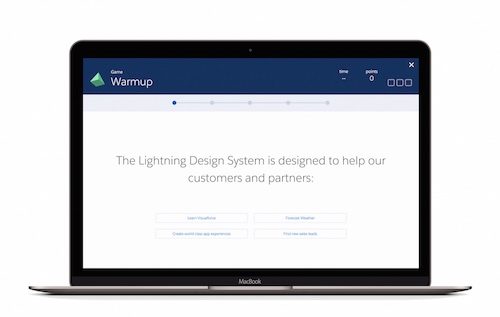 Game
Warmup
time
--
points
0
The Lightning Design System is designed to help our
customers and partners:
Learn Visualforce
Forecast Weather
Create world-class app experiences
Find new sales leads
MacBook